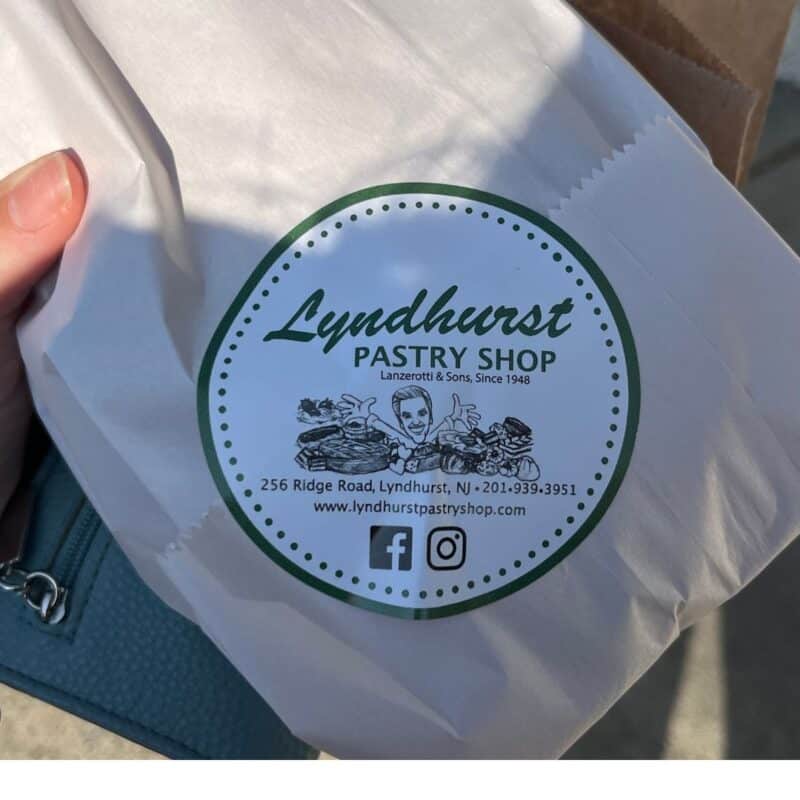 Lyndhurst
PASTRY SHOP
Lanzerotti & Sons, Since 1948
256 Ridge Road, Lyndhurst, NJ • 201•939•3951
www.lyndhurstpastryshop.com